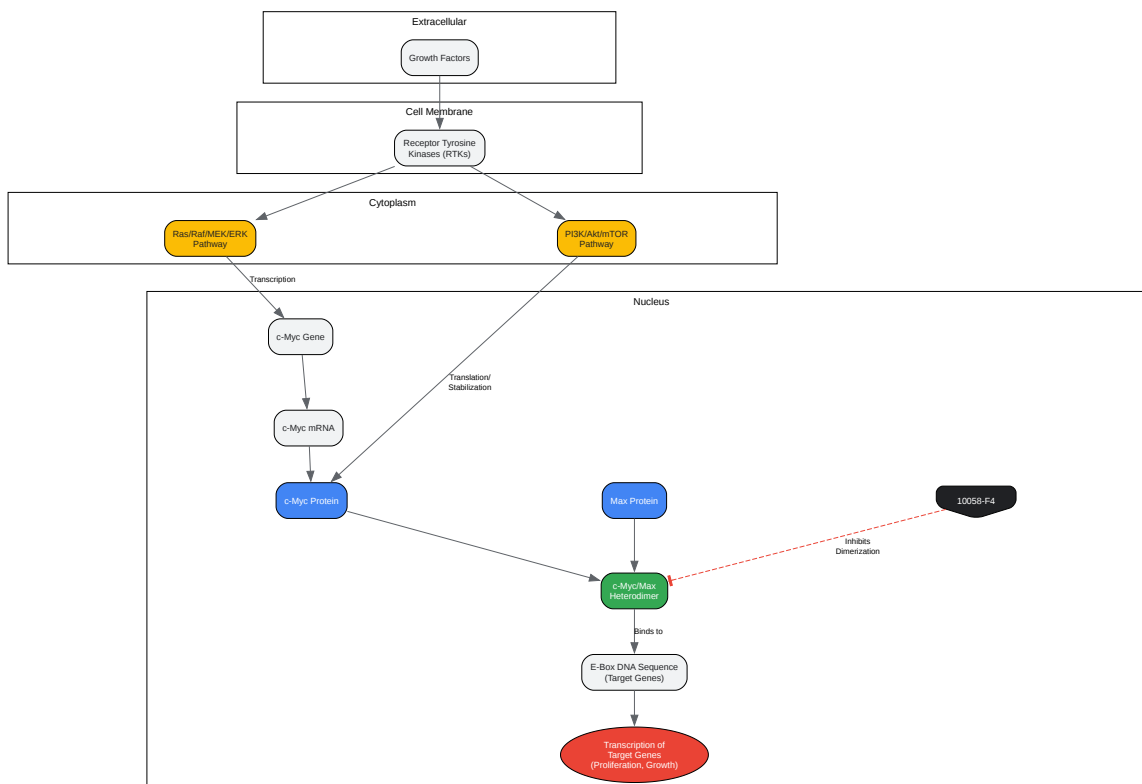 Extracellular
Growth Factors
Cell Membrane
Receptor Tyrosine
Kinases (RTKs)
Cytoplasm
Ras/Raf/MEK/ERK
Pathway
PI3K/Akt/mTOR
Pathway
Transcription
Nucleus
c-Myc Gene
Translation/
Stabilization
c-Myc mRNA
c-Myc Protein
Max Protein
10058-F4
Inhibits
Dimerization
c-Myc/Max
Heterodimer
Binds to
E-Box DNA Sequence
(Target Genes)
Transcription of
Target Genes
(Proliferation, Growth)